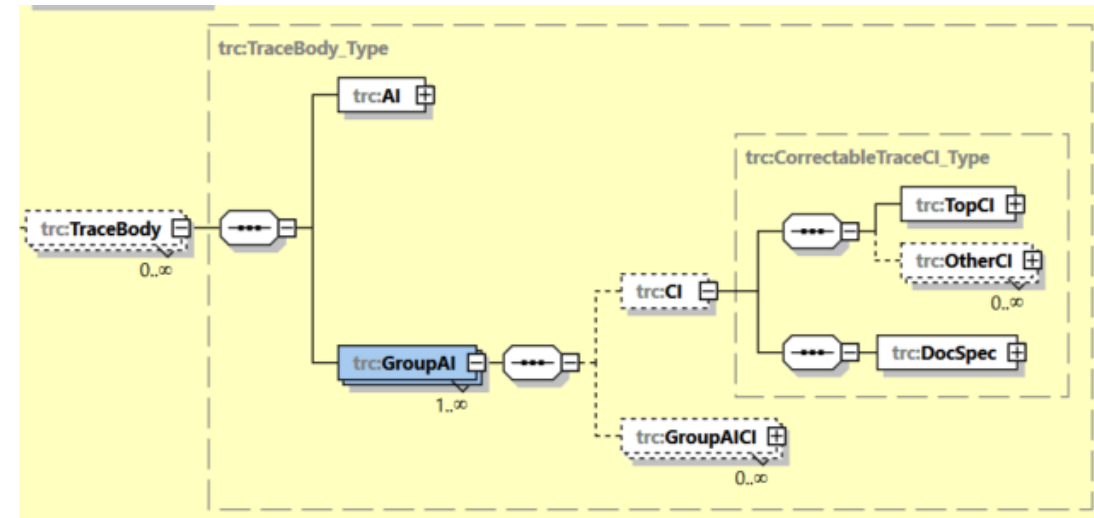 trc:TraceBody_Type
trc:AI
trc:CorrectableTraceCI_Type
trc:TopCI
trc:TraceBody
0..∞
trc:OtherCI
0..∞
trc:CI
trc:DocSpec
trc:GroupAI
1..∞
trc:GroupAICI
0..∞